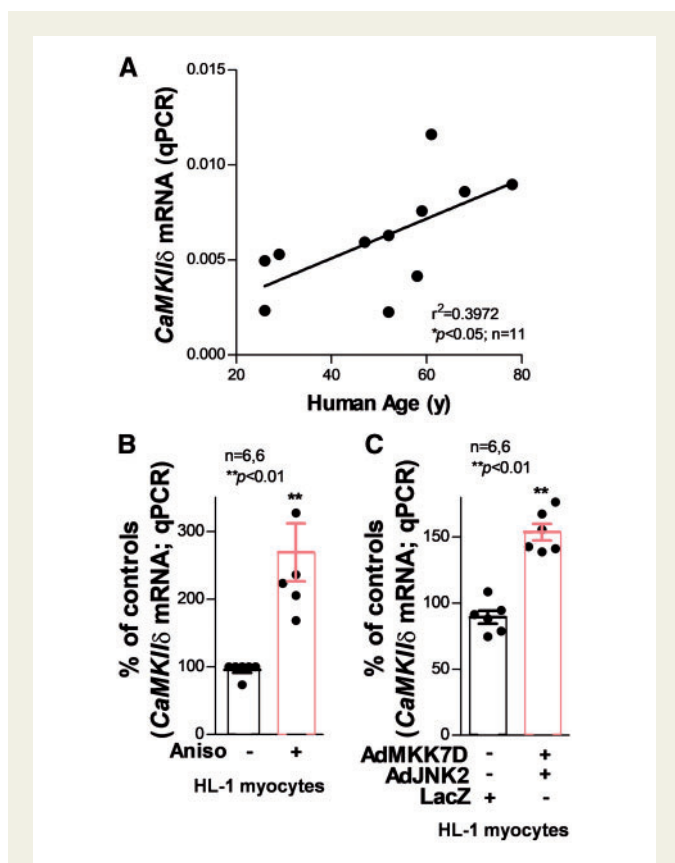 A
CaMKIIδ mRNA (qPCR)
0.015
0.010
0.005
0.000
r²=0.3972
*p<0.05; n=11
20 40 60 80
Human Age (y)
B
n=6,6
**p<0.01
% of controls
(CaMKIIδ mRNA; qPCR)
300
200
100
0
**
Aniso - +
HL-1 myocytes
C
n=6,6
**p<0.01
% of controls
(CaMKIIδ mRNA; qPCR)
150
100
50
0
**
AdMKK7D - +
AdJNK2 - +
LacZ + -
HL-1 myocytes